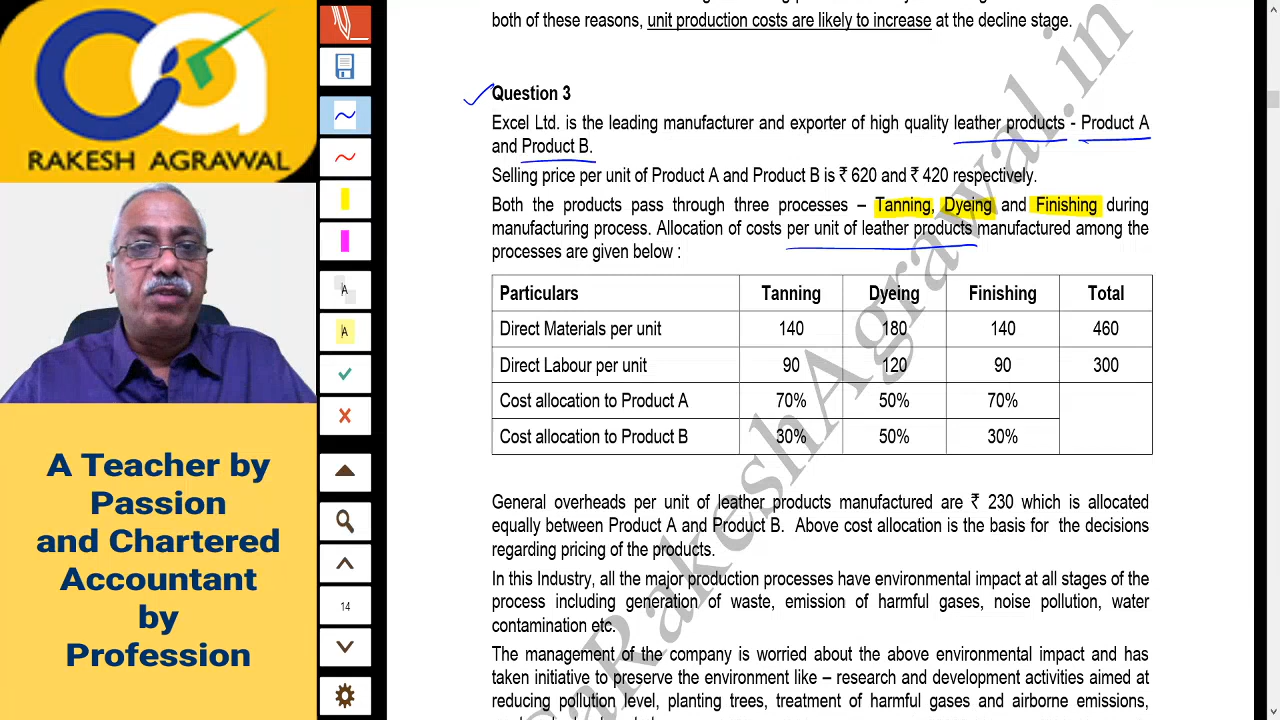 both of these reasons, unit production costs are likely to increase at the decline stage.
Question 3
Excel Ltd. is the leading manufacturer and exporter of high quality leather products - Product A
and Product B.
Selling price per unit of Product A and Product B is ₹ 620 and ₹ 420 respectively.
Both the products pass through three processes – Tanning, Dyeing and Finishing during
manufacturing process. Allocation of costs per unit of leather products manufactured among the
processes are given below :
Particulars Tanning Dyeing Finishing Total
Direct Materials per unit 140 180 140 460
Direct Labour per unit 90 120 90 300
Cost allocation to Product A 70% 50% 70%
Cost allocation to Product B 30% 50% 30%
General overheads per unit of leather products manufactured are ₹ 230 which is allocated
equally between Product A and Product B. Above cost allocation is the basis for the decisions
regarding pricing of the products.
In this Industry, all the major production processes have environmental impact at all stages of the
process including generation of waste, emission of harmful gases, noise pollution, water
contamination etc.
The management of the company is worried about the above environmental impact and has
taken initiative to preserve the environment like – research and development activities aimed at
reducing pollution level, planting trees, treatment of harmful gases and airborne emissions,
RAKESH AGRAWAL
A Teacher by
Passion
and Chartered
Accountant
by
Profession
A
A
14
CaRakeshAgrawal.in